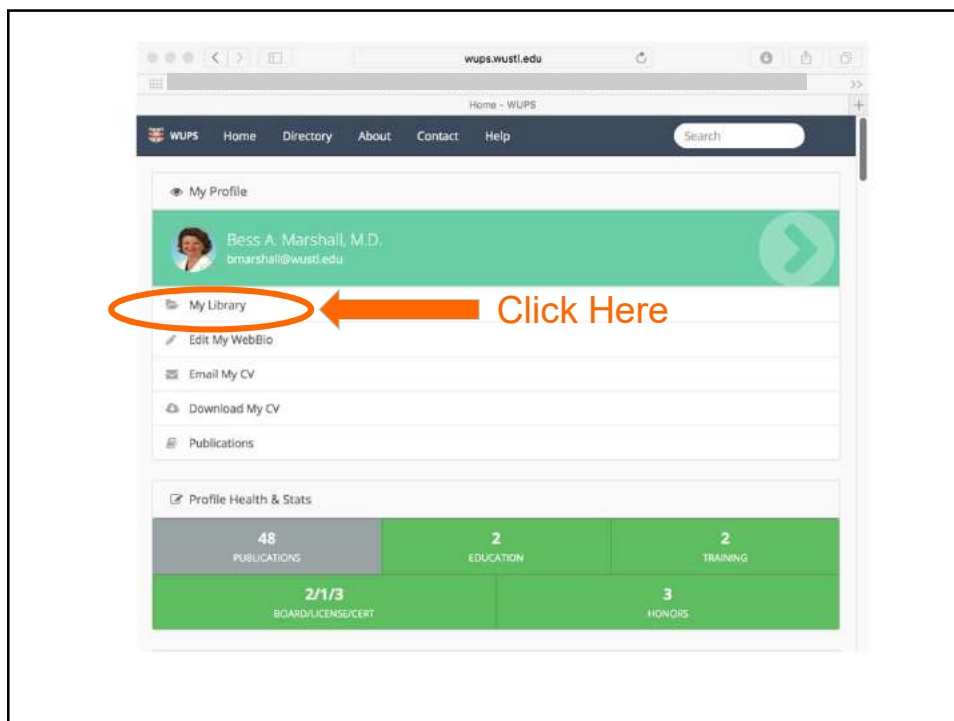 wups.wustl.edu
Home - WUPS
WUPS Home Directory About Contact Help Search
My Profile
Bess A. Marshall, M.D.
bmarshall@wustl.edu
My Library
Click Here
Edit My WebBio
Email My CV
Download My CV
Publications
Profile Health & Stats
48 2 2
PUBLICATIONS EDUCATION TRAINING
2/1/3 3
BOARD/LICENSE/CERT HONORS